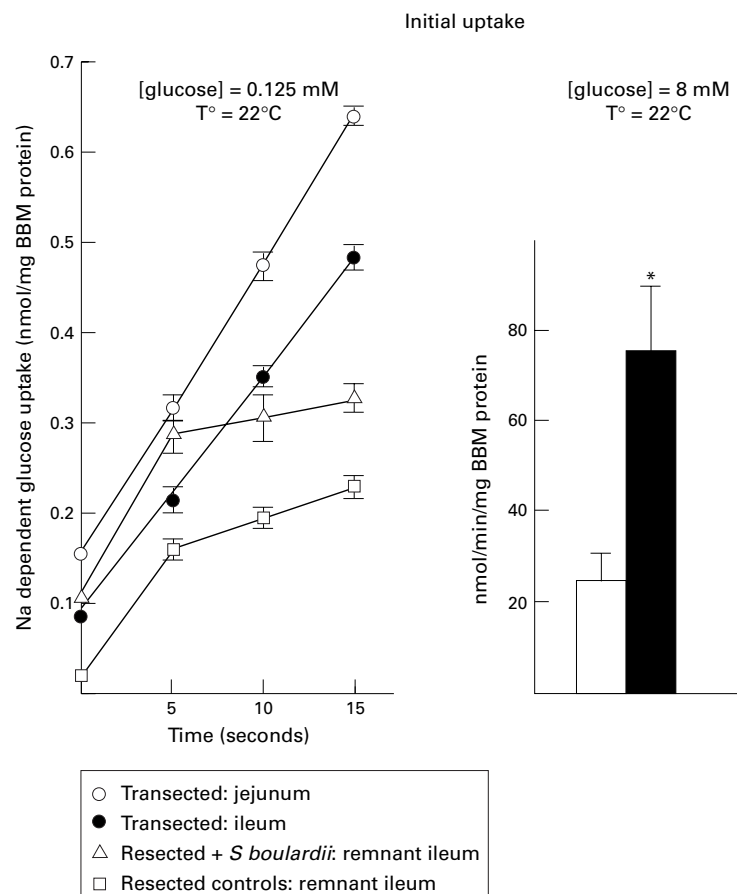 Initial uptake
[glucose] = 0.125 mM
T° = 22°C
Na dependent glucose uptake (nmol/mg BBM protein)
0.7
0.6
0.5
0.4
0.3
0.2
0.1
5
10
15
Time (seconds)
[glucose] = 8 mM
T° = 22°C
nmol/min/mg BBM protein
80
60
40
20
*
Transected: jejunum
Transected: ileum
Resected + S boulardii: remnant ileum
Resected controls: remnant ileum